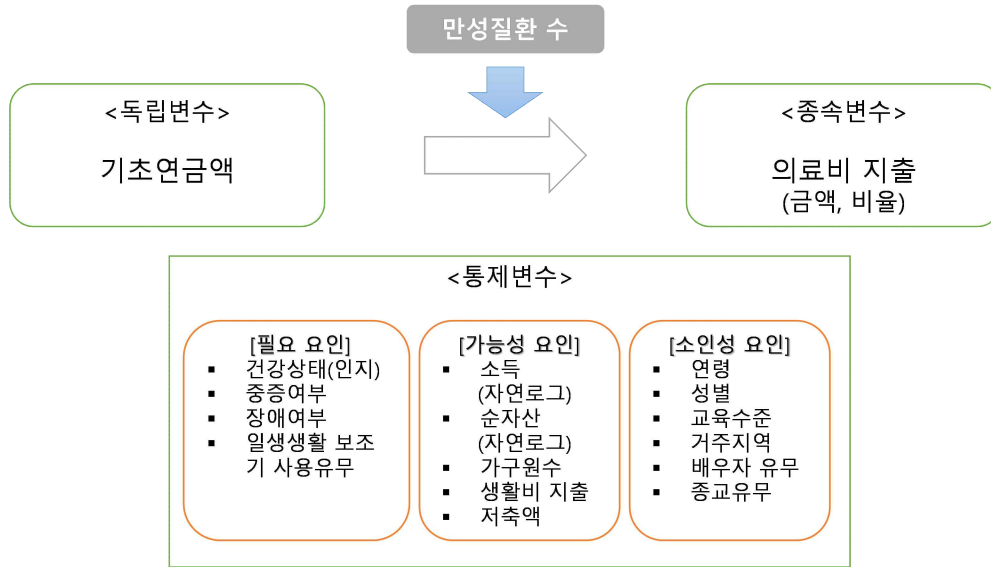 만성질환 수
<독립변수>
기초연금액
<종속변수>
의료비 지출
(금액, 비율)
<통제변수>
[필요 요인]
▪ 건강상태(인지)
▪ 중증여부
▪ 장애여부
▪ 일생생활 보조
기 사용유무
[가능성 요인]
▪ 소득
(자연로그)
▪ 순자산
(자연로그)
▪ 가구원수
▪ 생활비 지출
▪ 저축액
[소인성 요인]
▪ 연령
▪ 성별
▪ 교육수준
▪ 거주지역
▪ 배우자 유무
▪ 종교유무